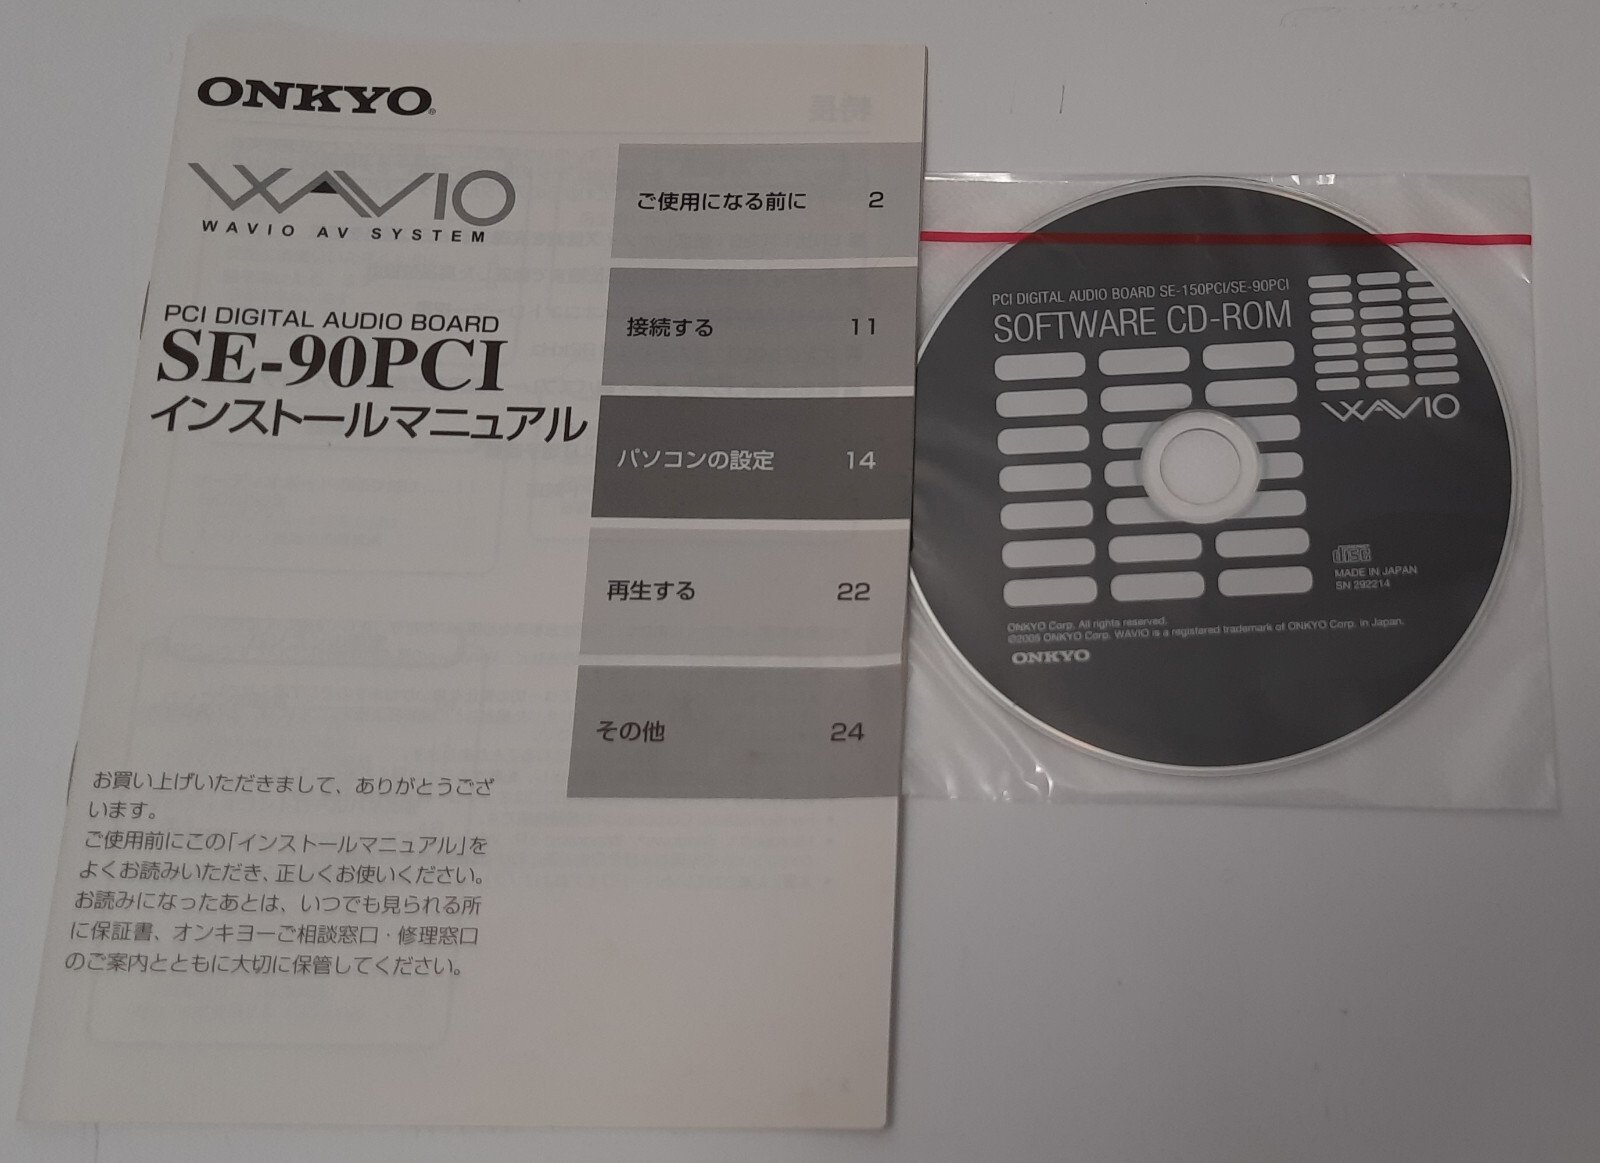 ONKYO®
WAVIO
WAVIO AV SYSTEM
PCI DIGITAL AUDIO BOARD
SE-90PCI
インストールマニュアル
ご使用になる前に 2
接続する 11
パソコンの設定 14
再生する 22
その他 24
お買い上げいただきまして、ありがとうござ
います。
ご使用前にこの「インストールマニュアル」を
よくお読みいただき、正しくお使いください。
お読みになったあとは、いつでも見られる所
に保証書、オンキヨーご相談窓口・修理窓口
のご案内とともに大切に保管してください。
PCI DIGITAL AUDIO BOARD SE-150PCI/SE-90PCI
SOFTWARE CD-ROM
WAVIO
disc
MADE IN JAPAN
SN 292214
ONKYO Corp. All rights reserved.
©2005 ONKYO Corp. WAVIO is a registered trademark of ONKYO Corp. in Japan.
ONKYO